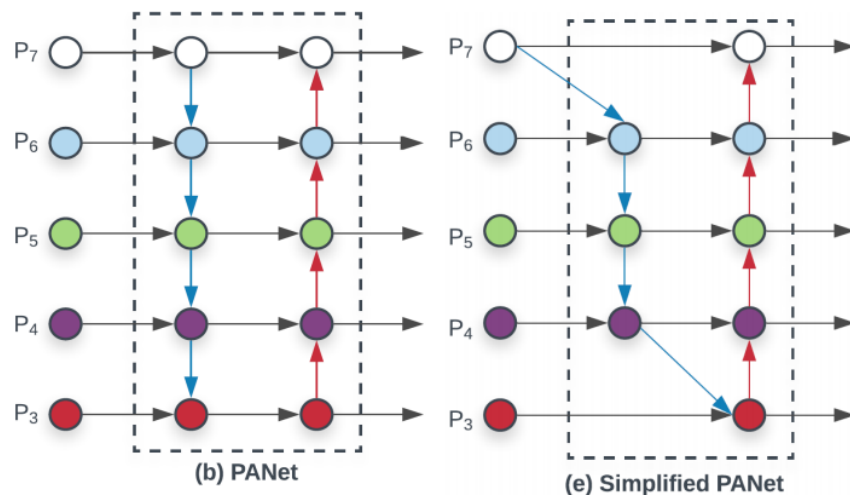 P7
P6
P5
P4
P3
(b) PANet
P7
P6
P5
P4
P3
(e) Simplified PANet